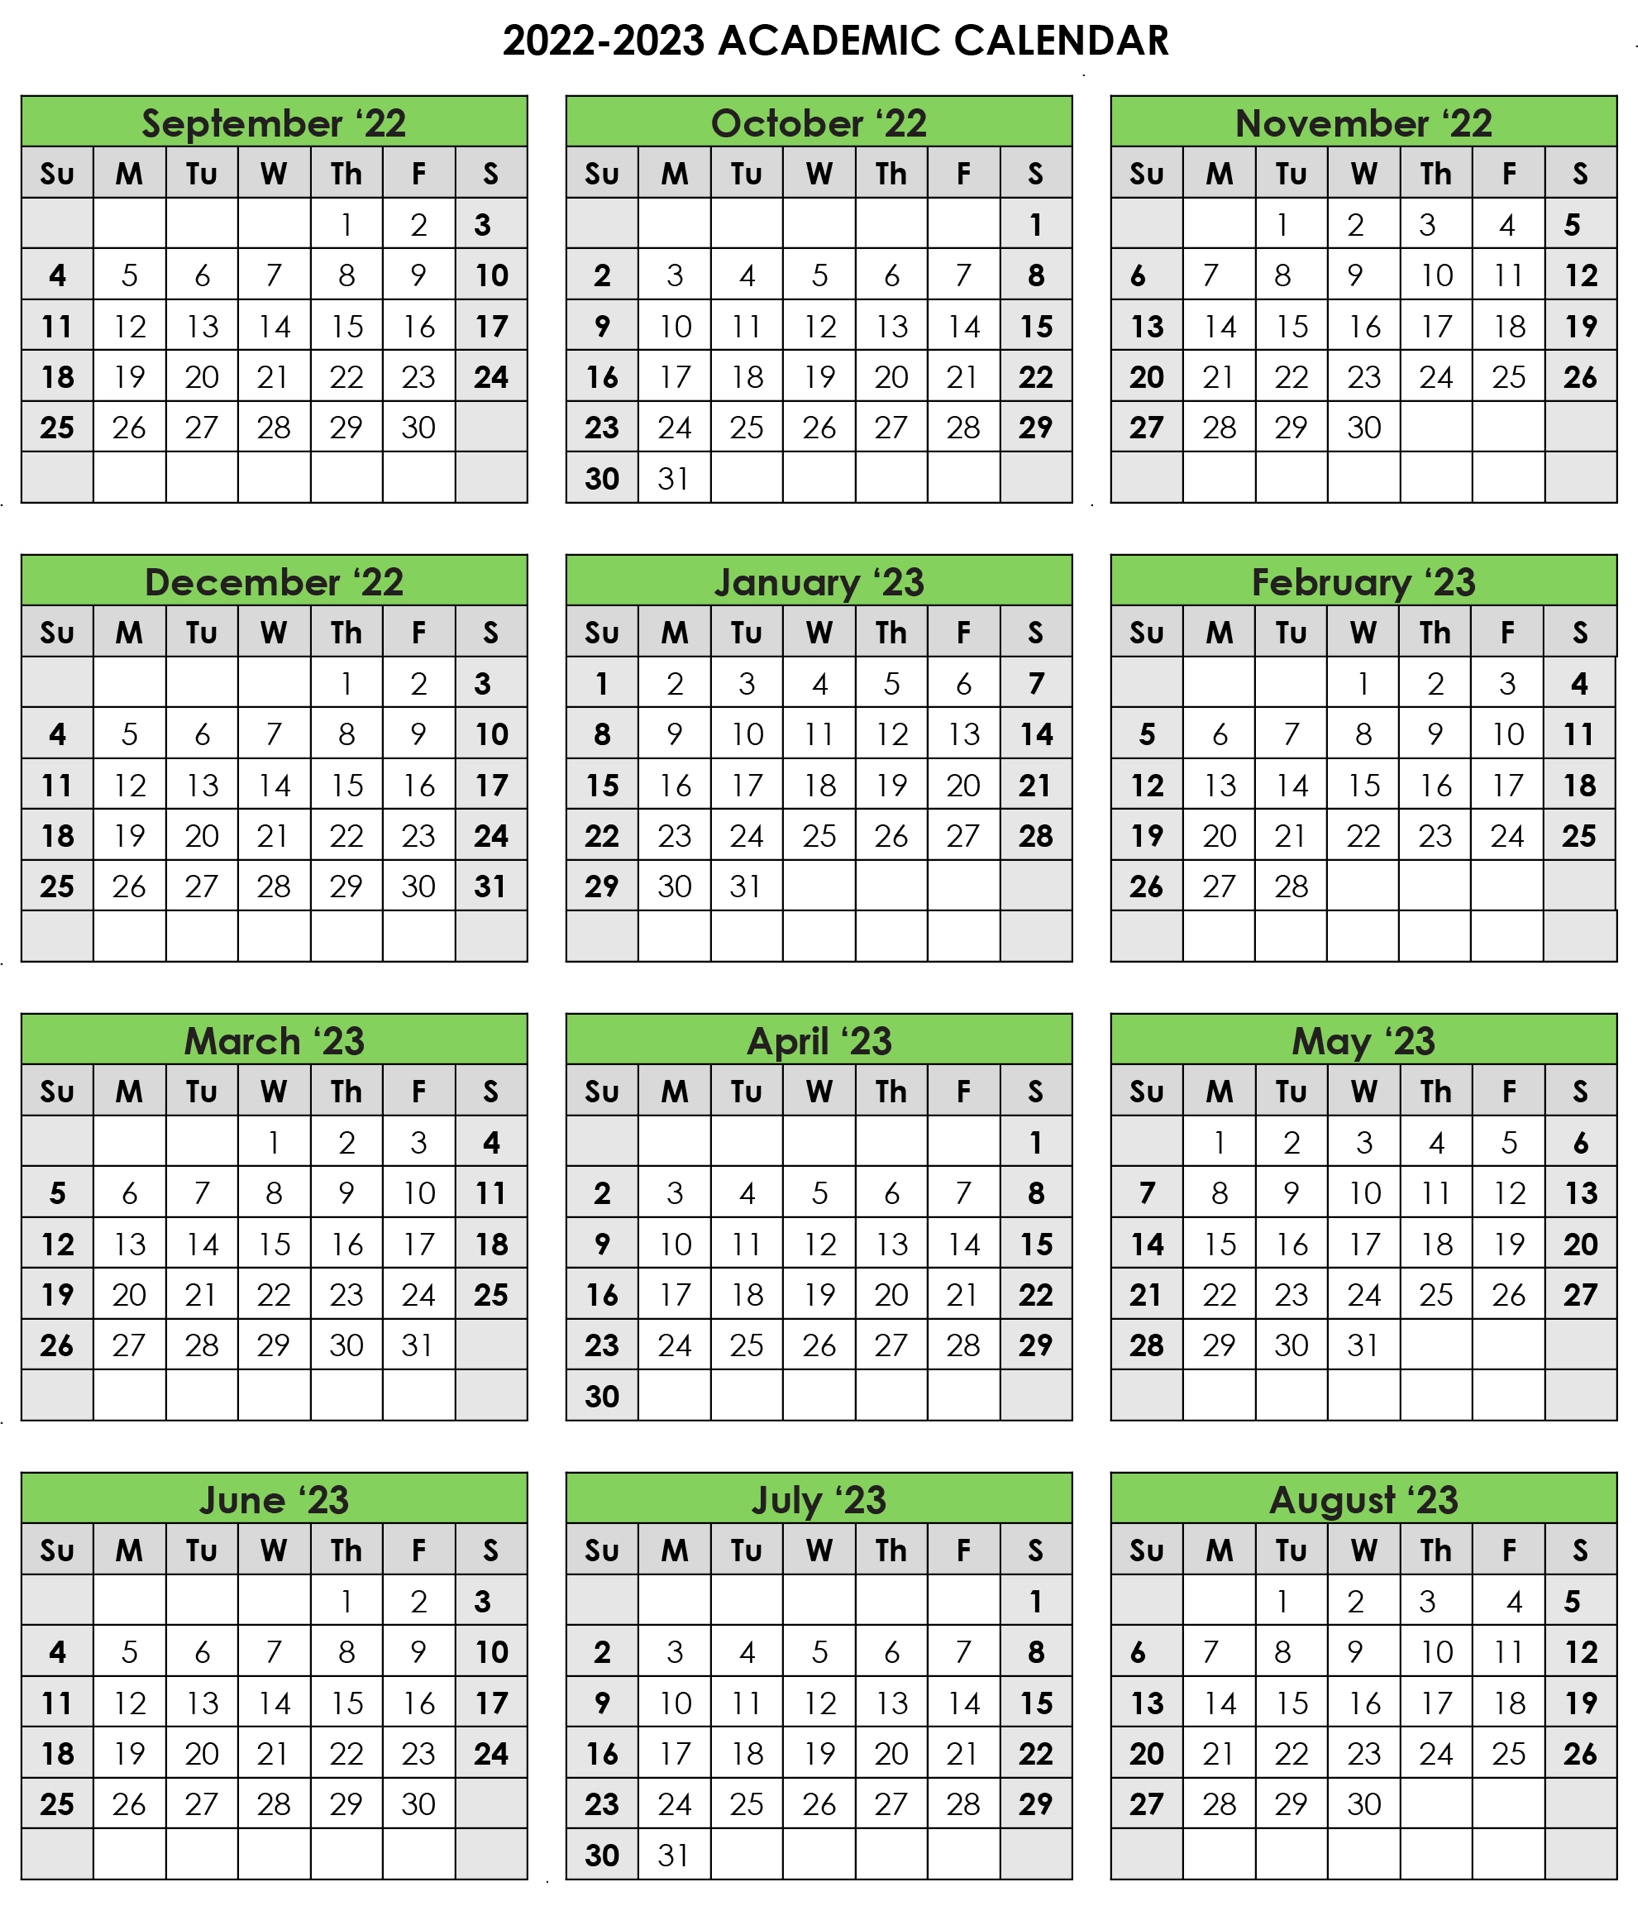 2022-2023 ACADEMIC CALENDAR
September ‘22
Su M Tu W Th F S
1 2 3
4 5 6 7 8 9 10
11 12 13 14 15 16 17
18 19 20 21 22 23 24
25 26 27 28 29 30
October ‘22
Su M Tu W Th F S
1
2 3 4 5 6 7 8
9 10 11 12 13 14 15
16 17 18 19 20 21 22
23 24 25 26 27 28 29
30 31
November ‘22
Su M Tu W Th F S
1 2 3 4 5
6 7 8 9 10 11 12
13 14 15 16 17 18 19
20 21 22 23 24 25 26
27 28 29 30
December ‘22
Su M Tu W Th F S
1 2 3
4 5 6 7 8 9 10
11 12 13 14 15 16 17
18 19 20 21 22 23 24
25 26 27 28 29 30 31
January ‘23
Su M Tu W Th F S
1 2 3 4 5 6 7
8 9 10 11 12 13 14
15 16 17 18 19 20 21
22 23 24 25 26 27 28
29 30 31
February ‘23
Su M Tu W Th F S
1 2 3 4
5 6 7 8 9 10 11
12 13 14 15 16 17 18
19 20 21 22 23 24 25
26 27 28
March ‘23
Su M Tu W Th F S
1 2 3 4
5 6 7 8 9 10 11
12 13 14 15 16 17 18
19 20 21 22 23 24 25
26 27 28 29 30 31
April ‘23
Su M Tu W Th F S
1
2 3 4 5 6 7 8
9 10 11 12 13 14 15
16 17 18 19 20 21 22
23 24 25 26 27 28 29
30
May ‘23
Su M Tu W Th F S
1 2 3 4 5 6
7 8 9 10 11 12 13
14 15 16 17 18 19 20
21 22 23 24 25 26 27
28 29 30 31
June ‘23
Su M Tu W Th F S
1 2 3
4 5 6 7 8 9 10
11 12 13 14 15 16 17
18 19 20 21 22 23 24
25 26 27 28 29 30
July ‘23
Su M Tu W Th F S
1
2 3 4 5 6 7 8
9 10 11 12 13 14 15
16 17 18 19 20 21 22
23 24 25 26 27 28 29
30 31
August ‘23
Su M Tu W Th F S
1 2 3 4 5
6 7 8 9 10 11 12
13 14 15 16 17 18 19
20 21 22 23 24 25 26
27 28 29 30